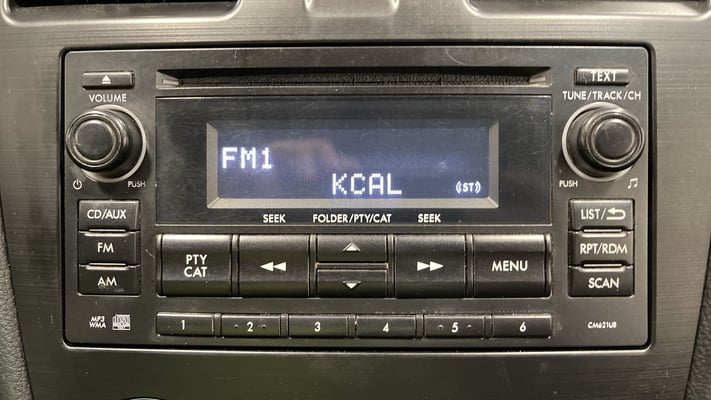 TEXT
VOLUME
TUNE/TRACK/CH
FM1
KCAL
(ST)
PUSH
PUSH
SEEK
FOLDER/PTY/CAT
SEEK
CD/AUX
FM
AM
PTY
CAT
MENU
LIST/
RPT/RDM
SCAN
MP3
WMA
1
2
3
4
5
6
CM621UB